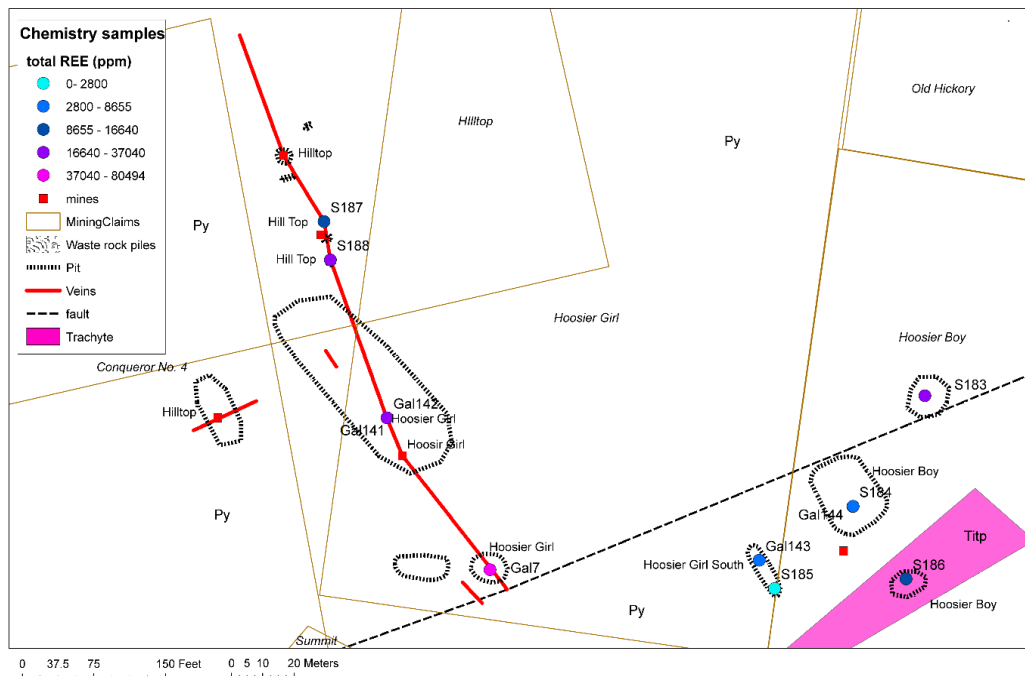 Chemistry samples
total REE (ppm)
0- 2800
2800 - 8655
8655 - 16640
16640 - 37040
37040 - 80494
mines
MiningClaims
Waste rock piles
Pit
Veins
fault
Trachyte
Old Hickory
Hilltop
Py
Hilltop
S187
Hill Top
Py
S188
Hill Top
Hoosier Girl
Hoosier Boy
Conqueror No. 4
S183
Hilltop
Gal142
Hoosier Girl
Gal141
Hoosir Girl
Hoosier Boy
S184
Gal144
Py
Titp
Hoosier Girl
Gal143
Hoosier Girl South
Gal7
S185
S186
Hoosier Boy
Py
Summit
0 37.5 75 150 Feet 0 5 10 20 Meters